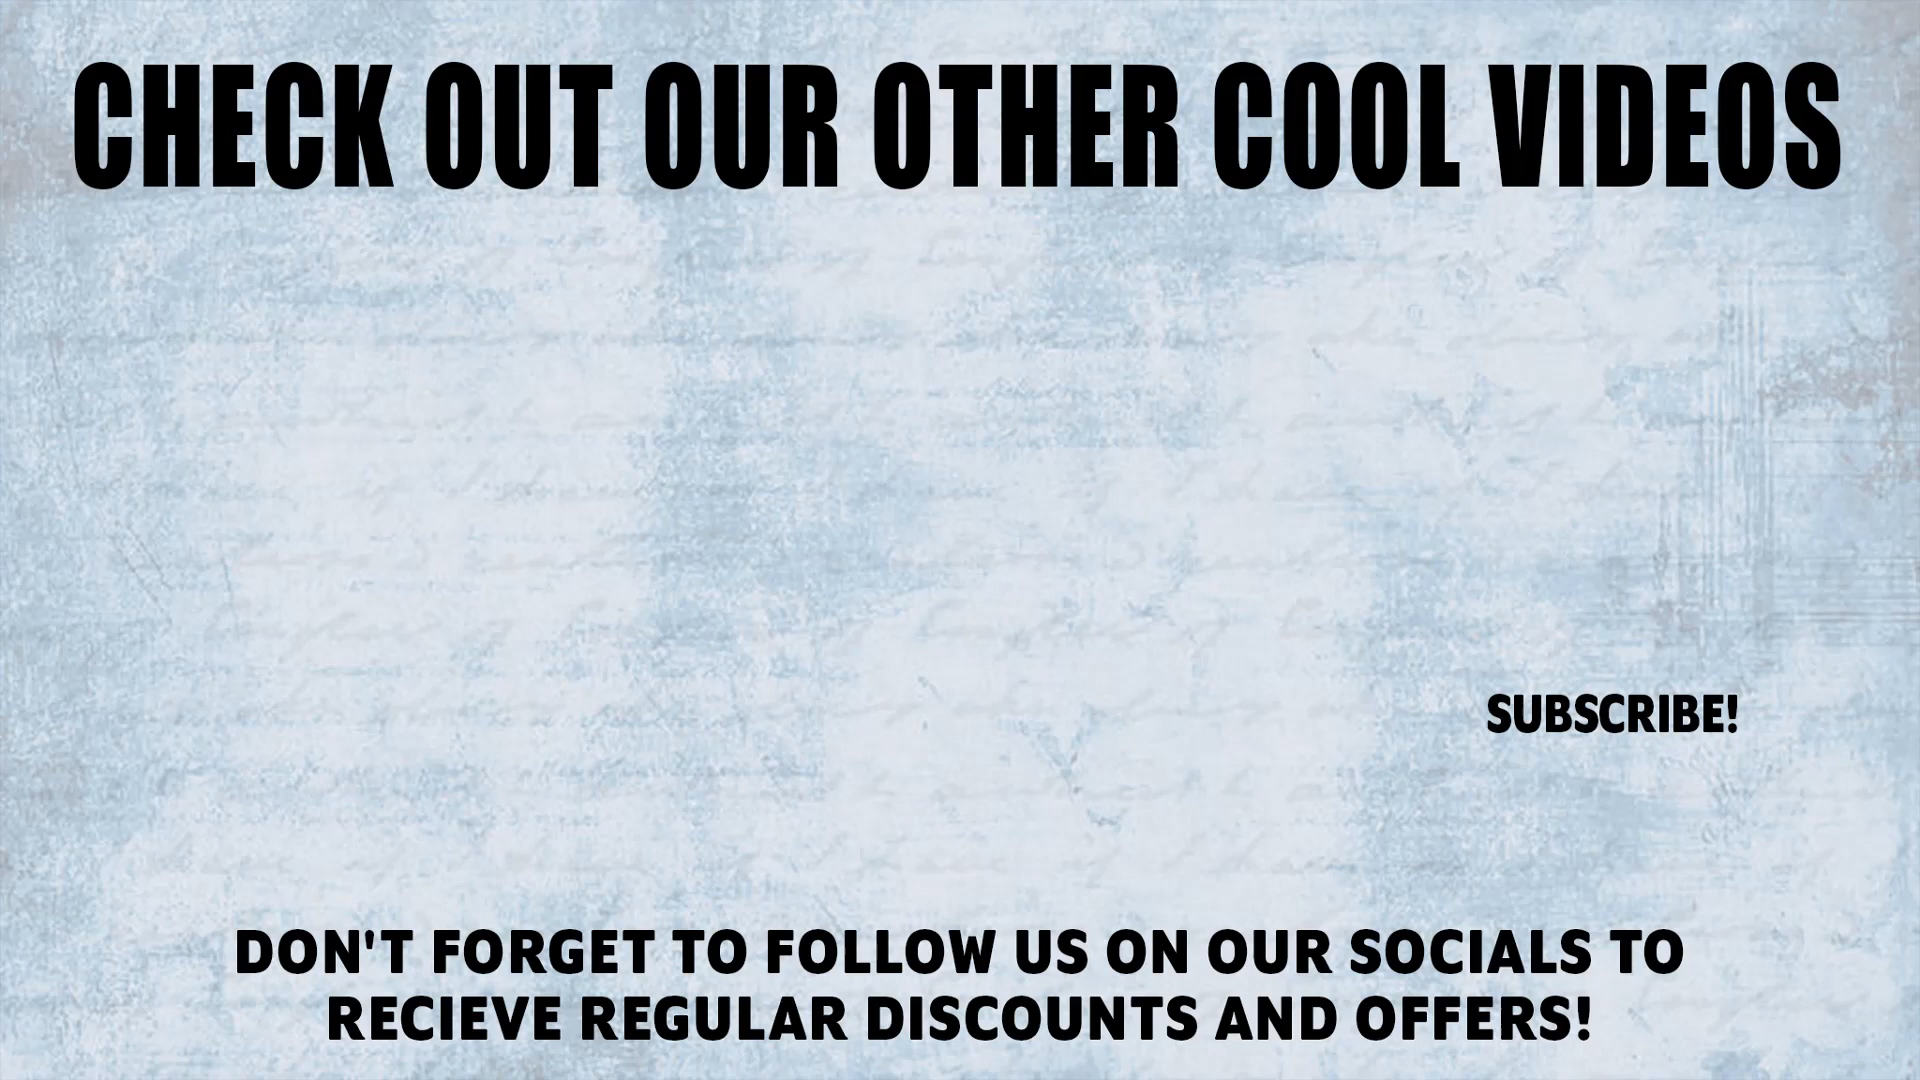 CHECK OUT OUR OTHER COOL VIDEOS
SUBSCRIBE!
DON'T FORGET TO FOLLOW US ON OUR SOCIALS TO
RECIEVE REGULAR DISCOUNTS AND OFFERS!